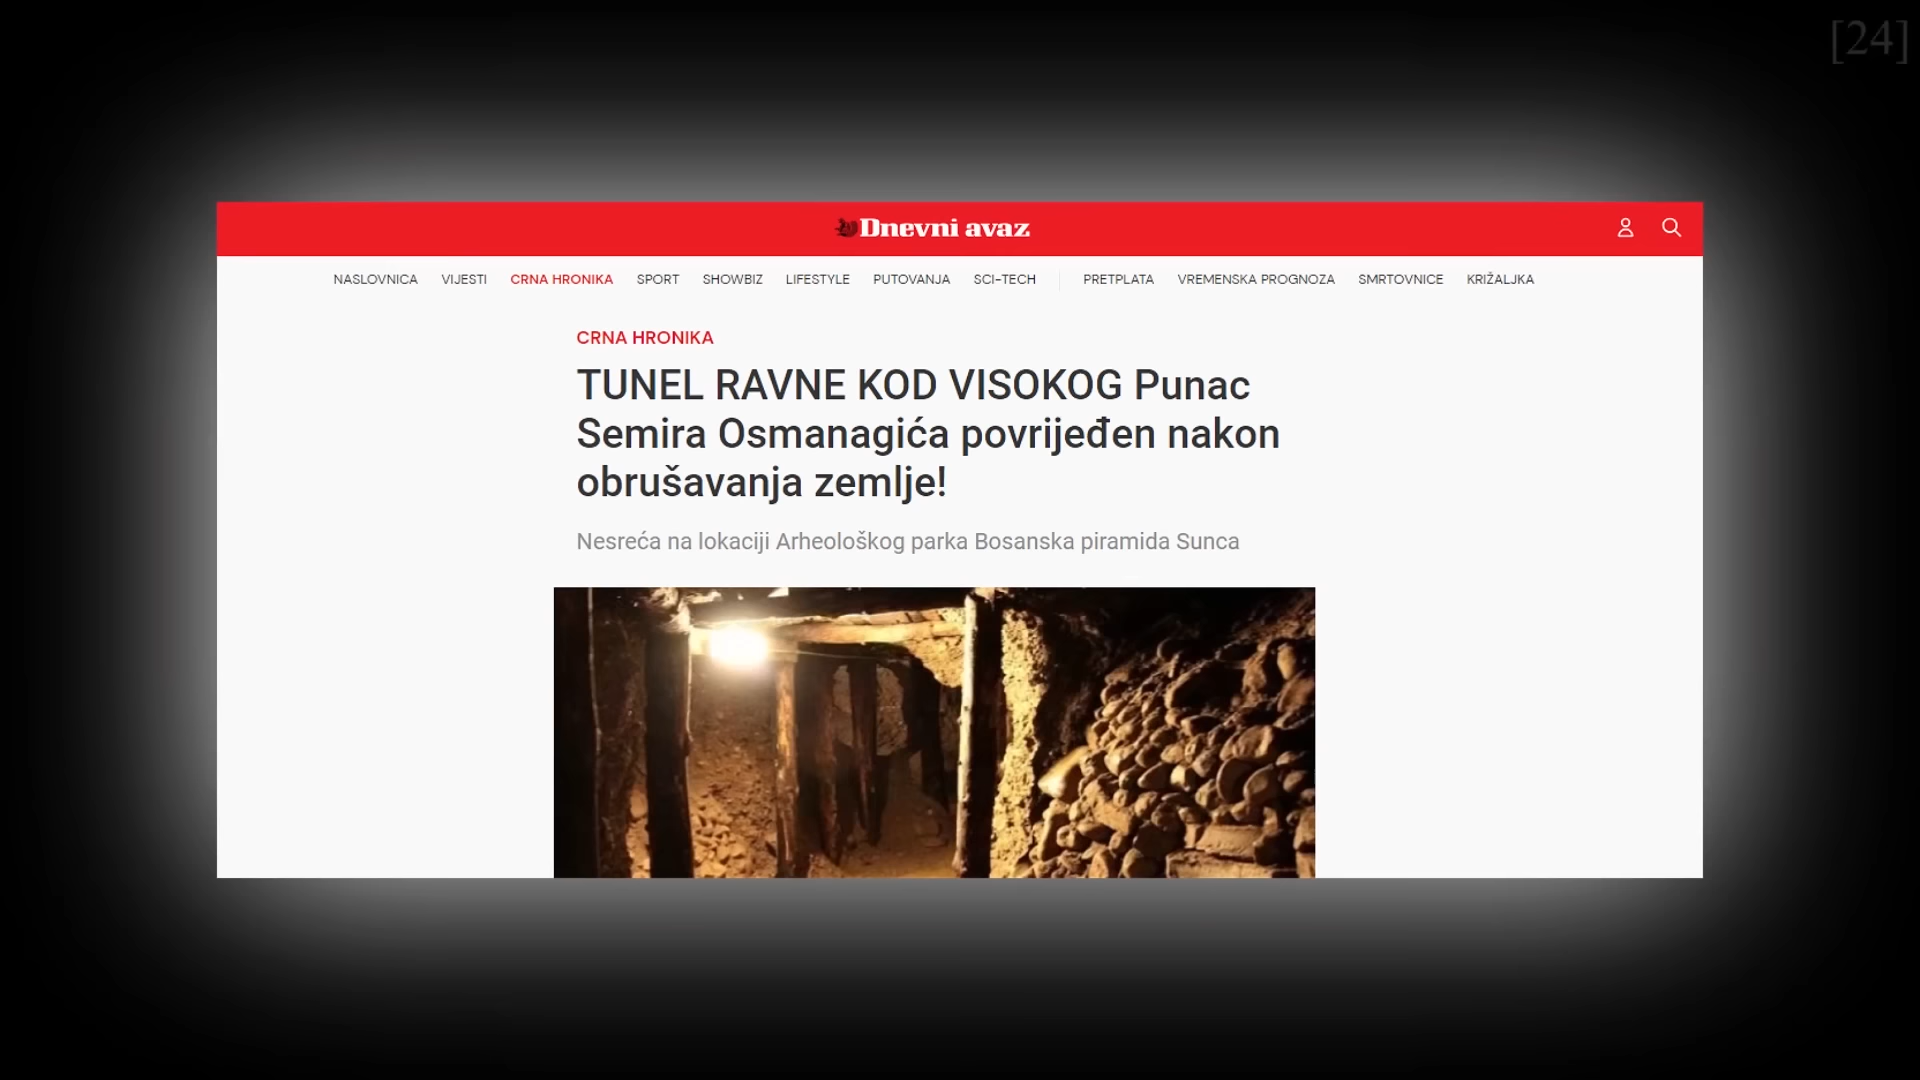 [24]
Dnevni avaz
NASLOVNICA VIJESTI CRNA HRONIKA SPORT SHOWBIZ LIFESTYLE PUTOVANJA SCI-TECH PRETPLATA VREMENSKA PROGNOZA SMRTOVNICE KRIŽALJKA
CRNA HRONIKA
TUNEL RAVNE KOD VISOKOG Punac
Semira Osmanagića povrijeđen nakon
obrušavanja zemlje!
Nesreća na lokaciji Arheološkog parka Bosanska piramida Sunca